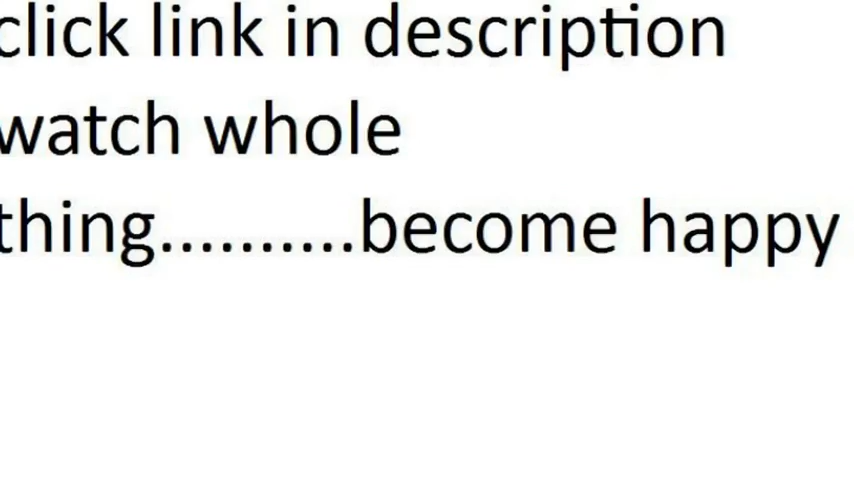 click link in description
watch whole
thing..........become happy